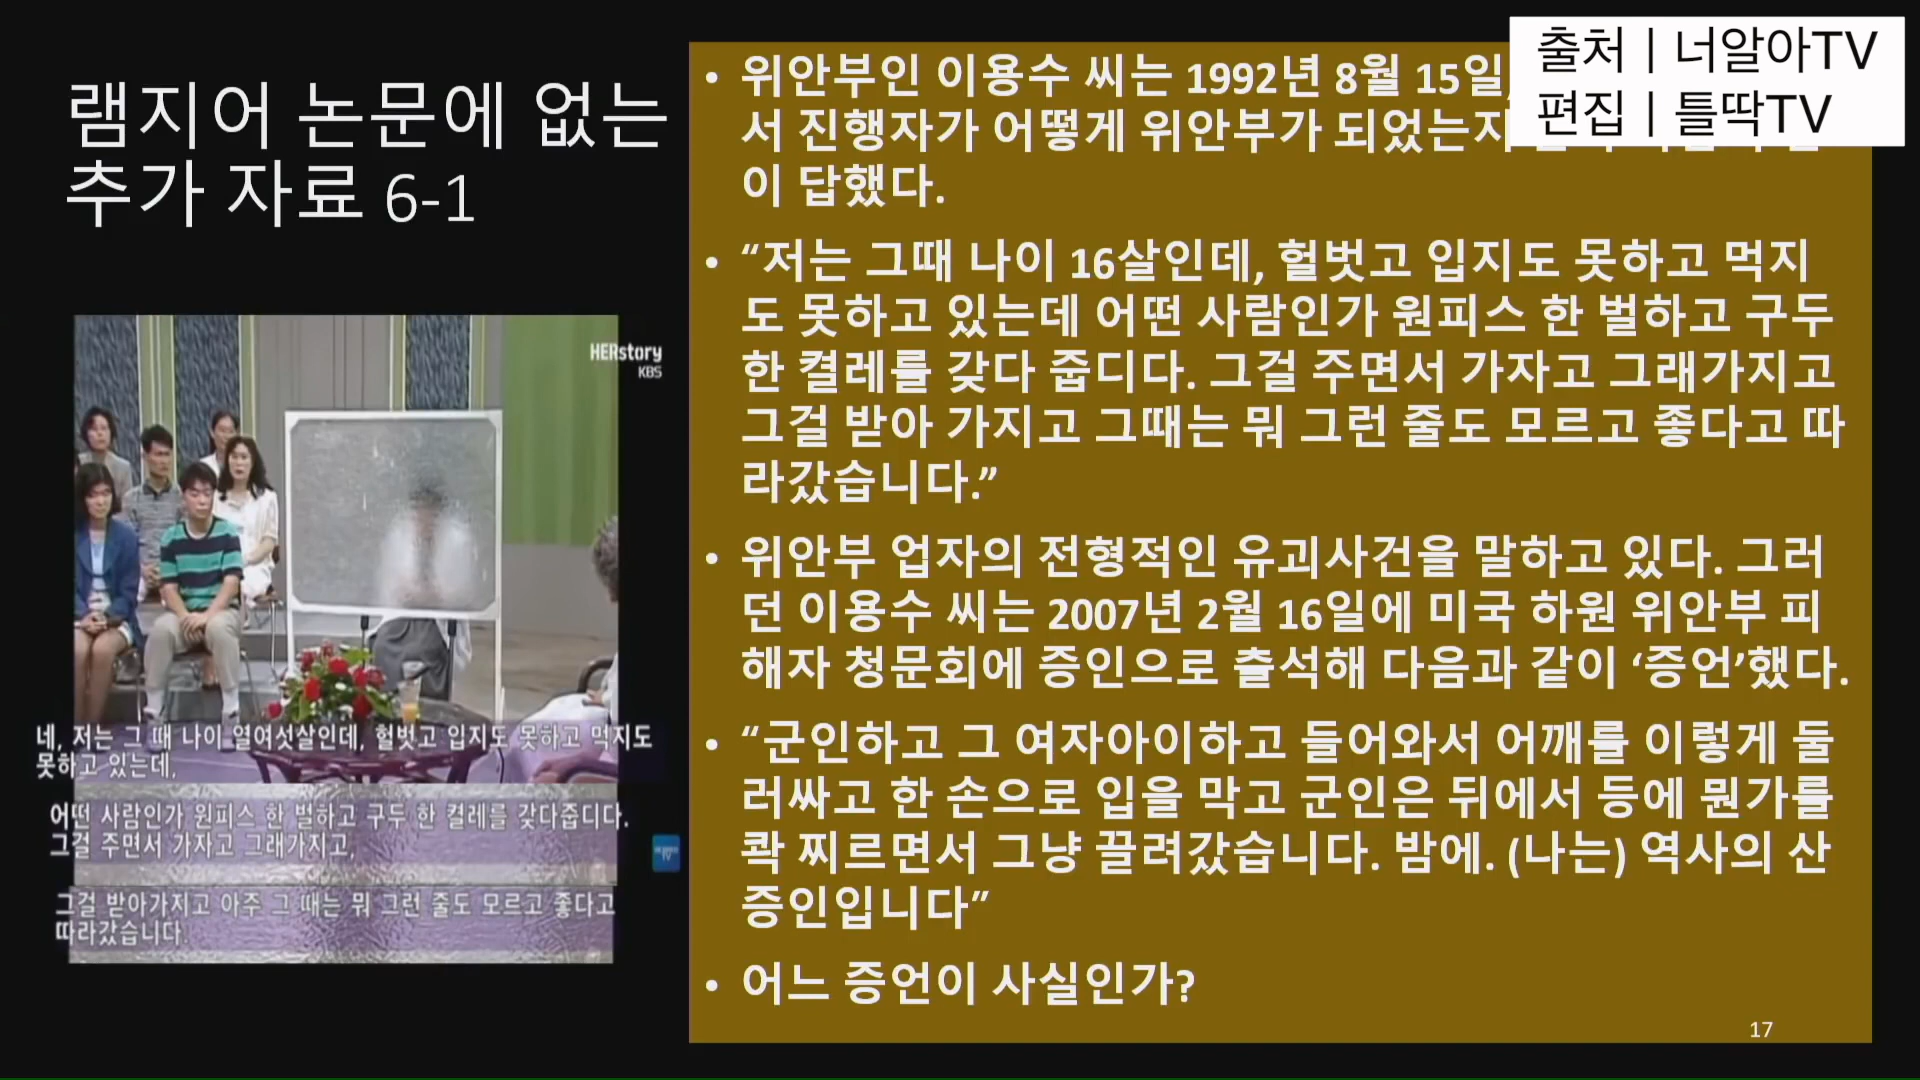 출처 | 너알아TV
편집 | 틀딱TV
램지어 논문에 없는
추가 자료 6-1
• 위안부인 이용수 씨는 1992년 8월 15일
서 진행자가 어떻게 위안부가 되었는지
이 답했다.
• “저는 그때 나이 16살인데, 헐벗고 입지도 못하고 먹지
도 못하고 있는데 어떤 사람인가 원피스 한 벌하고 구두
한 켤레를 갖다 줍디다. 그걸 주면서 가자고 그래가지고
그걸 받아 가지고 그때는 뭐 그런 줄도 모르고 좋다고 따
라갔습니다.”
• 위안부 업자의 전형적인 유괴사건을 말하고 있다. 그러
던 이용수 씨는 2007년 2월 16일에 미국 하원 위안부 피
해자 청문회에 증인으로 출석해 다음과 같이 ‘증언’했다.
• “군인하고 그 여자아이하고 들어와서 어깨를 이렇게 둘
러싸고 한 손으로 입을 막고 군인은 뒤에서 등에 뭔가를
콱 찌르면서 그냥 끌려갔습니다. 밤에. (나는) 역사의 산
증인입니다”
• 어느 증언이 사실인가?
17
HERstory
KBS
네, 저는 그 때 나이 열여섯살인데, 헐벗고 입지도 못하고 먹지도
못하고 있는데,
어떤 사람인가 원피스 한 벌하고 구두 한 켤레를 갖다줍디다.
그걸 주면서 가자고 그래가지고,
그걸 받아가지고 아주 그 때는 뭐 그런 줄도 모르고 좋다고
따라갔습니다.